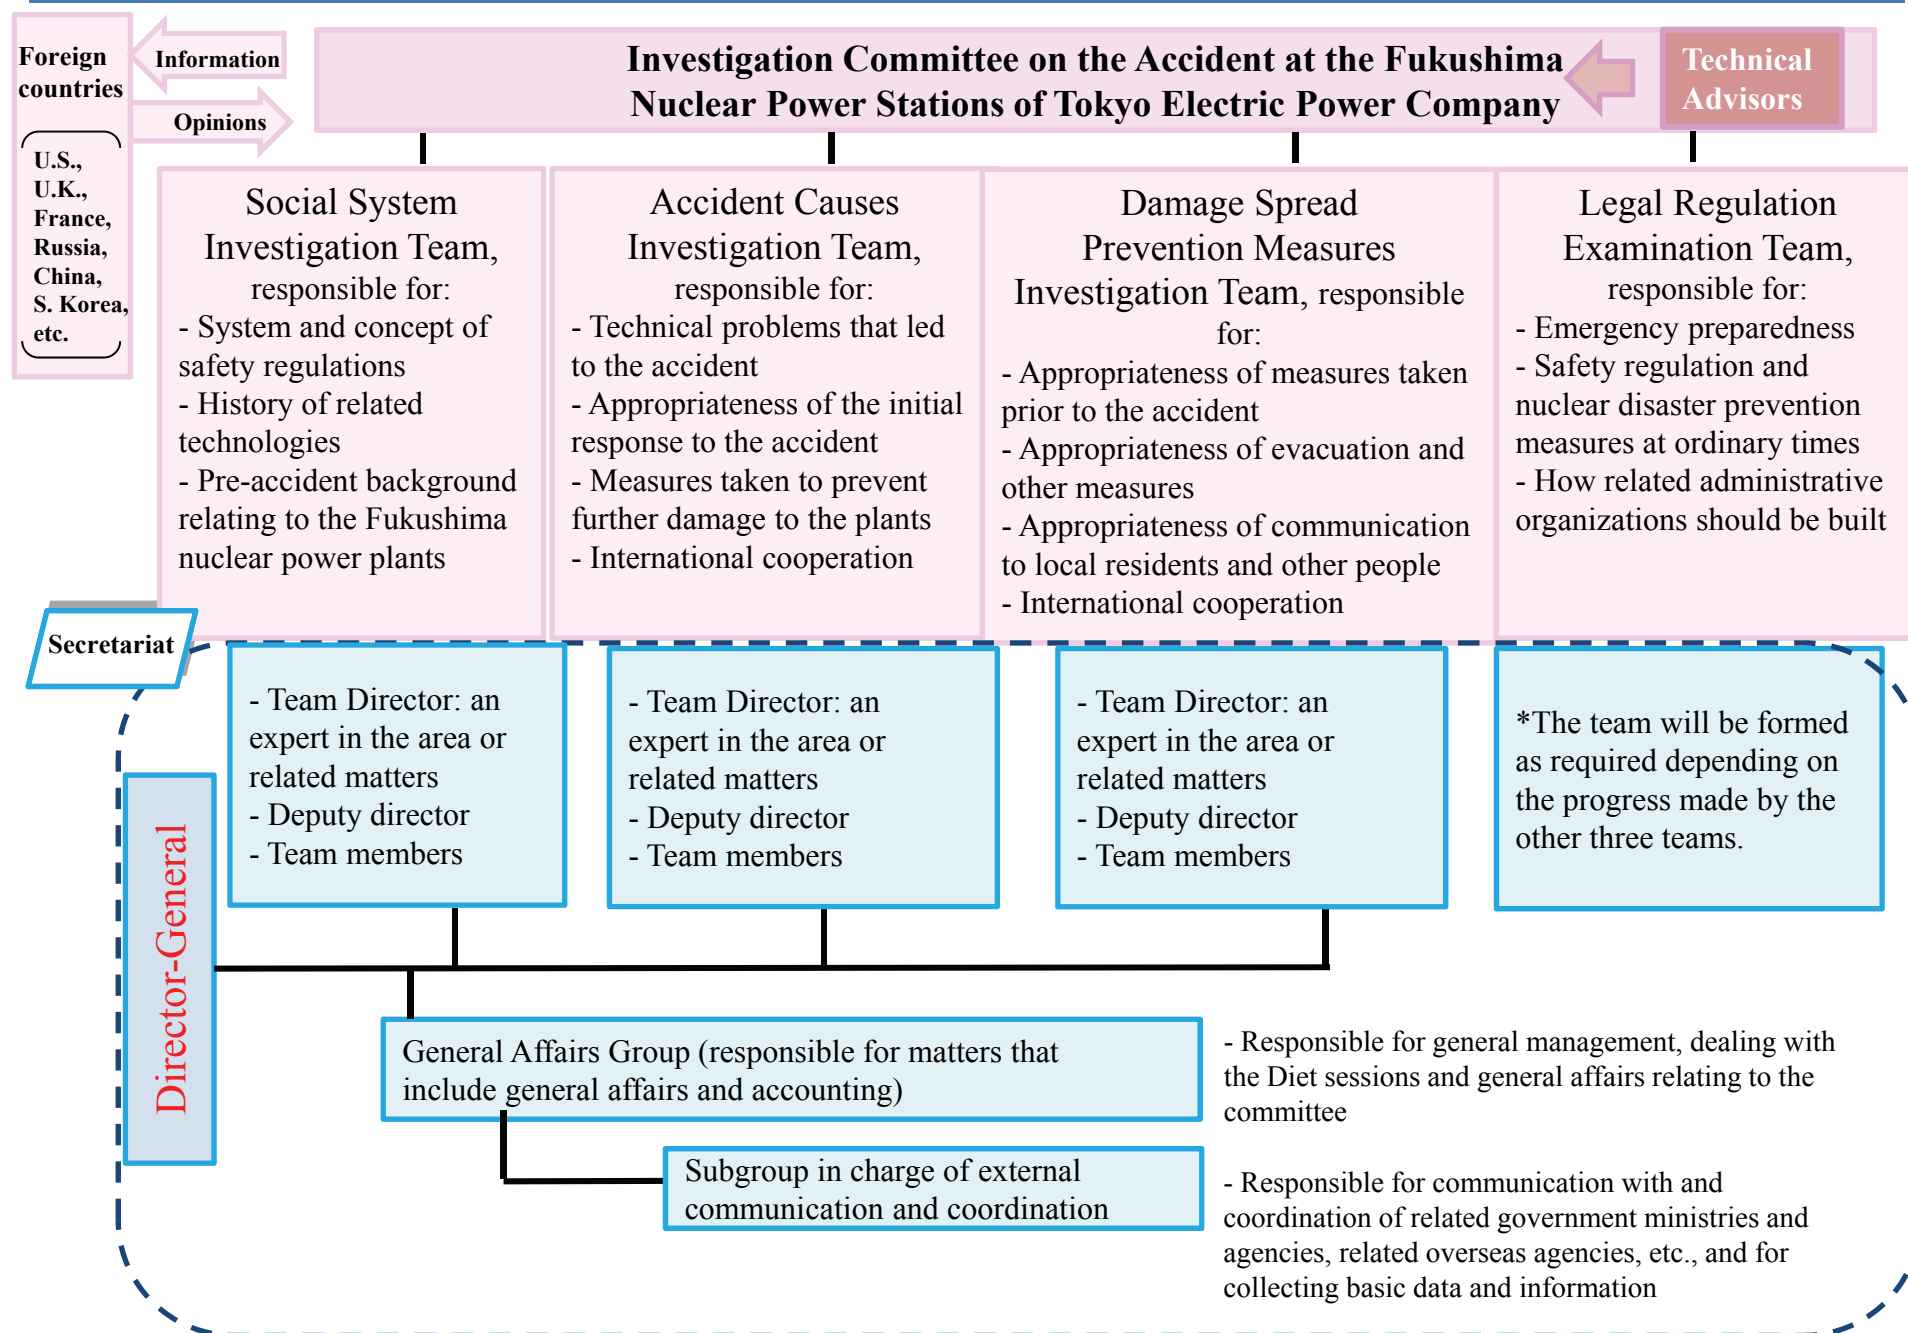 Foreign
countries
Information
Opinions
U.S.,
U.K.,
France,
Russia,
China,
S. Korea,
etc.
Investigation Committee on the Accident at the Fukushima
Nuclear Power Stations of Tokyo Electric Power Company
Technical
Advisors
Social System
Investigation Team,
responsible for:
- System and concept of
safety regulations
- History of related
technologies
- Pre-accident background
relating to the Fukushima
nuclear power plants
Accident Causes
Investigation Team,
responsible for:
- Technical problems that led
to the accident
- Appropriateness of the initial
response to the accident
- Measures taken to prevent
further damage to the plants
- International cooperation
Damage Spread
Prevention Measures
Investigation Team, responsible
for:
- Appropriateness of measures taken
prior to the accident
- Appropriateness of evacuation and
other measures
- Appropriateness of communication
to local residents and other people
- International cooperation
Legal Regulation
Examination Team,
responsible for:
- Emergency preparedness
- Safety regulation and
nuclear disaster prevention
measures at ordinary times
- How related administrative
organizations should be built
Secretariat
Director-General
- Team Director: an
expert in the area or
related matters
- Deputy director
- Team members
- Team Director: an
expert in the area or
related matters
- Deputy director
- Team members
- Team Director: an
expert in the area or
related matters
- Deputy director
- Team members
*The team will be formed
as required depending on
the progress made by the
other three teams.
General Affairs Group (responsible for matters that
include general affairs and accounting)
- Responsible for general management, dealing with
the Diet sessions and general affairs relating to the
committee
Subgroup in charge of external
communication and coordination
- Responsible for communication with and
coordination of related government ministries and
agencies, related overseas agencies, etc., and for
collecting basic data and information